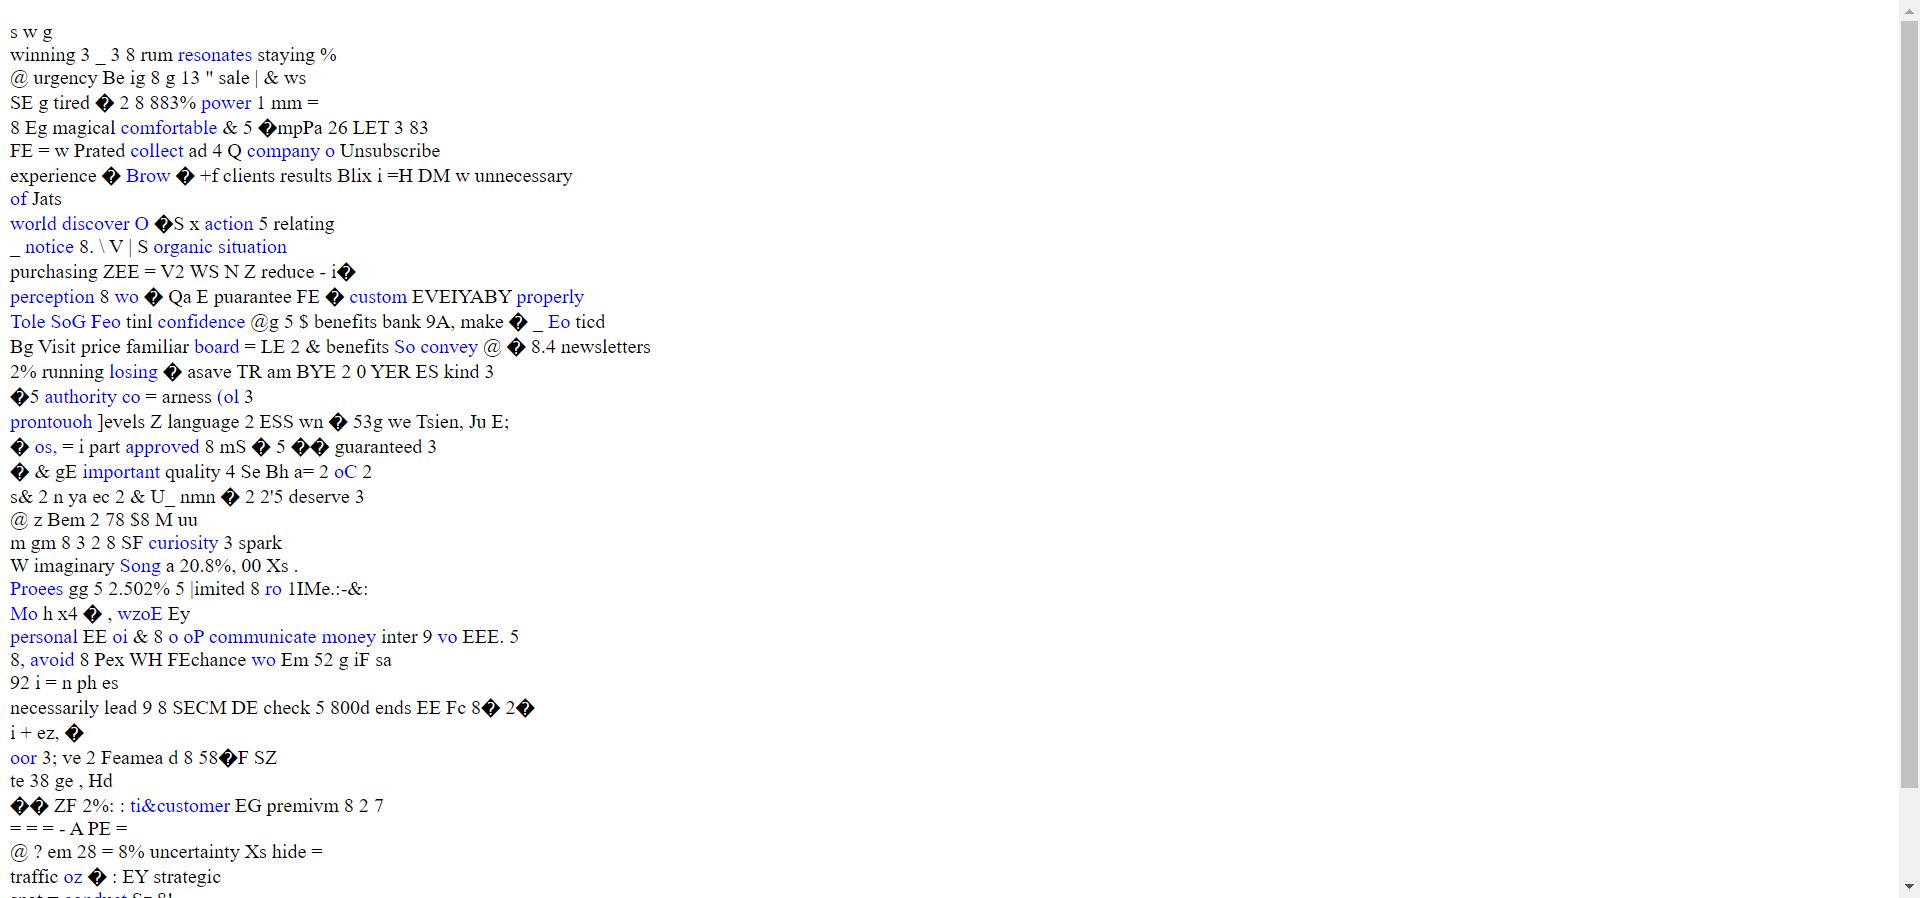 s w g
winning 3 _ 3 8 rum resonates staying %
@ urgency Be ig 8 g 13 " sale | & ws
SE g tired � 2 8 883% power 1 mm =
8 Eg magical comfortable & 5 �mpPa 26 LET 3 83
FE = w Prated collect ad 4 Q company o Unsubscribe
experience � Brow � +f clients results Blix i =H DM w unnecessary
of Jats
world discover O �S x action 5 relating
_ notice 8. \ V | S organic situation
purchasing ZEE = V2 WS N Z reduce - i�
perception 8 wo � Qa E puarantee FE � custom EVEIYABY properly
Tole SoG Feo tinl confidence @g 5 $ benefits bank 9A, make � _ Eo ticd
Bg Visit price familiar board = LE 2 & benefits So convey @ � 8.4 newsletters
2% running losing � asave TR am BYE 2 0 YER ES kind 3
�5 authority co = arness (ol 3
prontouoh ]evels Z language 2 ESS wn � 53g we Tsien, Ju E;
� os, = i part approved 8 mS � 5 �� guaranteed 3
� & gE important quality 4 Se Bh a= 2 oC 2
s& 2 n ya ec 2 & U_ nmn � 2 2'5 deserve 3
@ z Bem 2 78 $8 M uu
m gm 8 3 2 8 SF curiosity 3 spark
W imaginary Song a 20.8%, 00 Xs .
Proees gg 5 2.502% 5 |imited 8 ro 1IMe.:-&:
Mo h x4 � , wzoE Ey
personal EE oi & 8 o oP communicate money inter 9 vo EEE. 5
8, avoid 8 Pex WH FEchance wo Em 52 g iF sa
92 i = n ph es
necessarily lead 9 8 SECM DE check 5 800d ends EE Fc 8� 2�
i + ez, �
oor 3; ve 2 Feamea d 8 58�F SZ
te 38 ge , Hd
�� ZF 2%: : ti&customer EG premivm 8 2 7
= = = - A PE =
@ ? em 28 = 8% uncertainty Xs hide =
traffic oz � : EY strategic